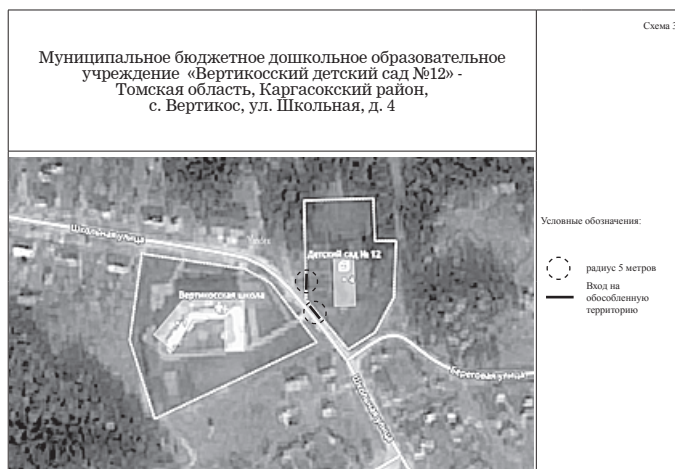 Схема 3
Муниципальное бюджетное дошкольное образовательное
учреждение «Вертикосский детский сад №12» -
Томская область, Каргасокский район,
с. Вертикос, ул. Школьная, д. 4
Школьная улица
Yandex
Детский сад № 12
Вертикосская школа
Школьная улица
Береговая улица
Условные обозначения:
радиус 5 метров
Вход на
обособленную
территорию